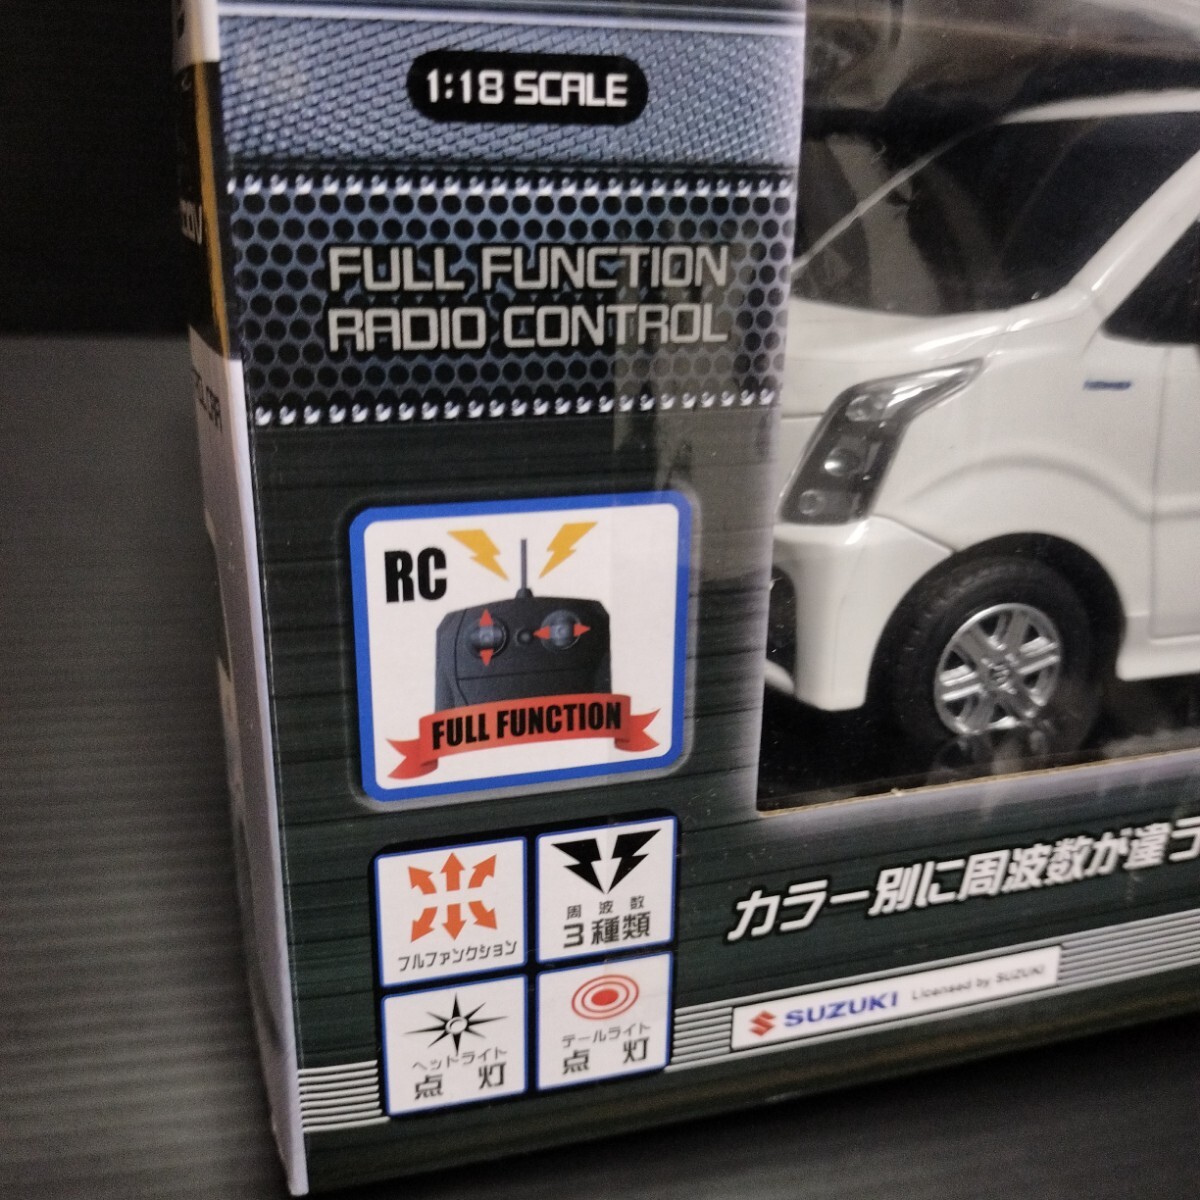 1:18 SCALE
FULL FUNCTION
RADIO CONTROL
RC
FULL FUNCTION
フルファンクション
周波数
3種類
ヘットライト
点灯
テールライト
点灯
カラー別に周波数が違う
SUZUKI Licensed by SUZUKI